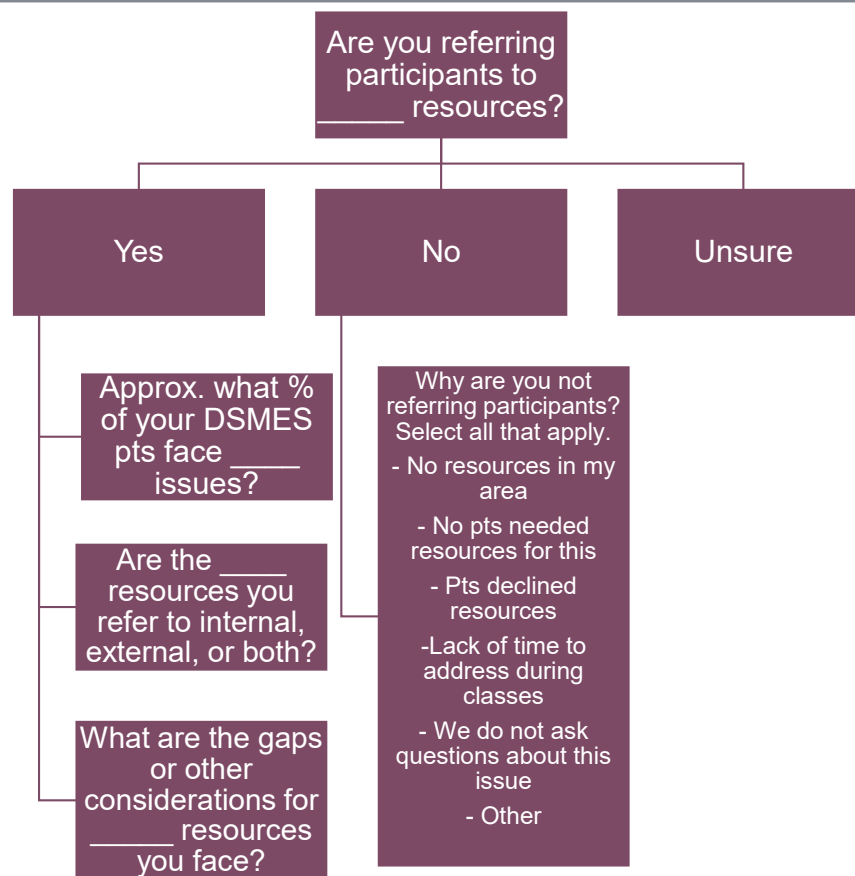 Are you referring
participants to
_____ resources?
Yes
No
Unsure
Approx. what %
of your DSMES
pts face ____
issues?
Are the ____
resources you
refer to internal,
external, or both?
What are the gaps
or other
considerations for
_____ resources
you face?
Why are you not
referring participants?
Select all that apply.
- No resources in my
area
- No pts needed
resources for this
- Pts declined
resources
-Lack of time to
address during
classes
- We do not ask
questions about this
issue
- Other